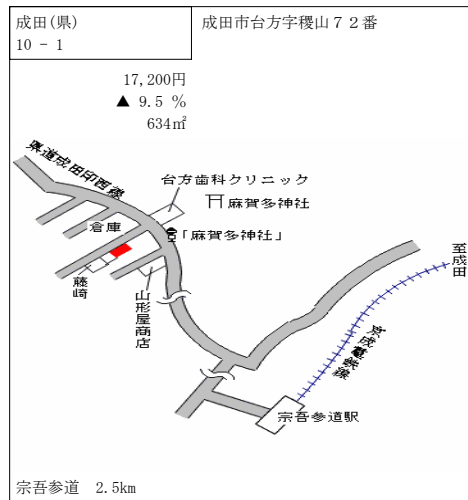 成田(県)
10 - 1
成田市台方字稷山72番
17,200円
▲ 9.5 %
634㎡
県道成田印西線
台方歯科クリニック
麻賀多神社
倉庫
「麻賀多神社」
藤崎
山形屋商店
至成田
京成電鉄線
宗吾参道駅
宗吾参道 2.5km